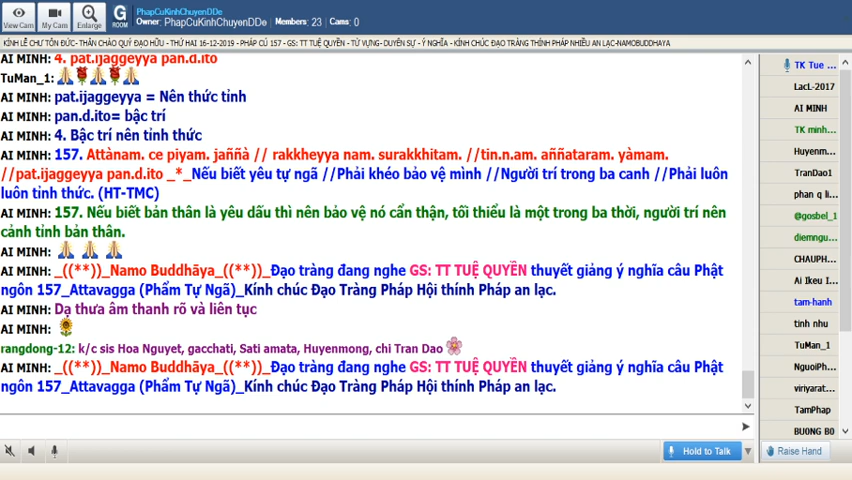 PhapCuKinhChuyenDDe
Owner: PhapCuKinhChuyenDDe Members: 23 Cams: 0
View Cam My Cam Enlarge G ROOM
KÍNH LỄ CHƯ TÔN ĐỨC- THÂN CHÀO QUÝ ĐẠO HỮU - THỨ HAI 16-12-2019 - PHÁP CÚ 157 - GS: TT TUỆ QUYỀN - TỪ VỰNG- DUYÊN SỰ - Ý NGHĨA - KÍNH CHÚC ĐẠO TRÀNG THÍNH PHÁP NHIỀU AN LẠC-NAMOBUDDHAYA
AI MINH: 4. pat.ijaggeyya pan.d.ito
TuMan_1:
AI MINH: pat.ijaggeyya = Nên thức tỉnh
AI MINH: pan.d.ito= bậc trí
AI MINH: 4. Bậc trí nên tỉnh thức
AI MINH: 157. Attànam. ce piyam. jaññà // rakkheyya nam. surakkhitam. //tin.n.am. aññataram. yàmam.
//pat.ijaggeyya pan.d.ito _*_Nếu biết yêu tự ngã //Phải khéo bảo vệ mình //Người trí trong ba canh //Phải luôn
luôn tỉnh thức. (HT-TMC)
AI MINH: 157. Nếu biết bản thân là yêu dấu thì nên bảo vệ nó cẩn thận, tối thiểu là một trong ba thời, người trí nên
cảnh tỉnh bản thân.
AI MINH:
AI MINH: _((**))_Namo Buddhāya_((**))_Đạo tràng đang nghe GS: TT TUỆ QUYỀN thuyết giảng ý nghĩa câu Phật
ngôn 157_Attavagga (Phẩm Tự Ngã)_Kính chúc Đạo Tràng Pháp Hội thính Pháp an lạc.
AI MINH: Dạ thưa âm thanh rõ và liên tục
AI MINH:
rangdong-12: k/c sis Hoa Nguyet, gacchati, Sati amata, Huyenmong, chi Tran Dao
AI MINH: _((**))_Namo Buddhāya_((**))_Đạo tràng đang nghe GS: TT TUỆ QUYỀN thuyết giảng ý nghĩa câu Phật
ngôn 157_Attavagga (Phẩm Tự Ngã)_Kính chúc Đạo Tràng Pháp Hội thính Pháp an lạc.
Hold to Talk
TK Tue ...
LacL-2017
AI MINH
TK minh...
Huyenm...
TranDao1
phan q li...
@gosbel_1
diemngu...
CHAUPH...
Ai Ikeu I...
tam-hanh
tinh nhu
TuMan_1
NguoiPh...
viriyarat...
TamPhap
BUONG BO
Raise Hand